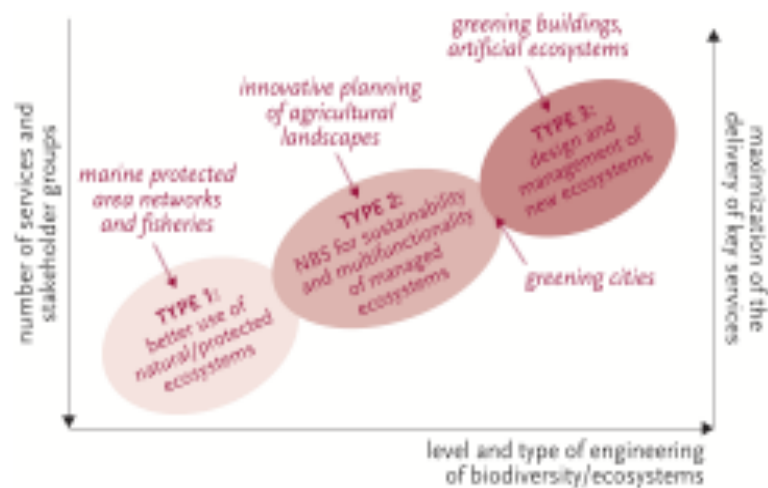 greening buildings,
artificial ecosystems
innovative planning
of agricultural
landscapes
marine protected
area networks
and fisheries
TYPE 3:
design and
management of
new ecosystems
TYPE 2:
NBS for sustainability
and multifunctionality
of managed
ecosystems
greening cities
TYPE 1:
better use of
natural/protected
ecosystems
number of services and
stakeholder groups
maximization of the
delivery of key services
level and type of engineering
of biodiversity/ecosystems